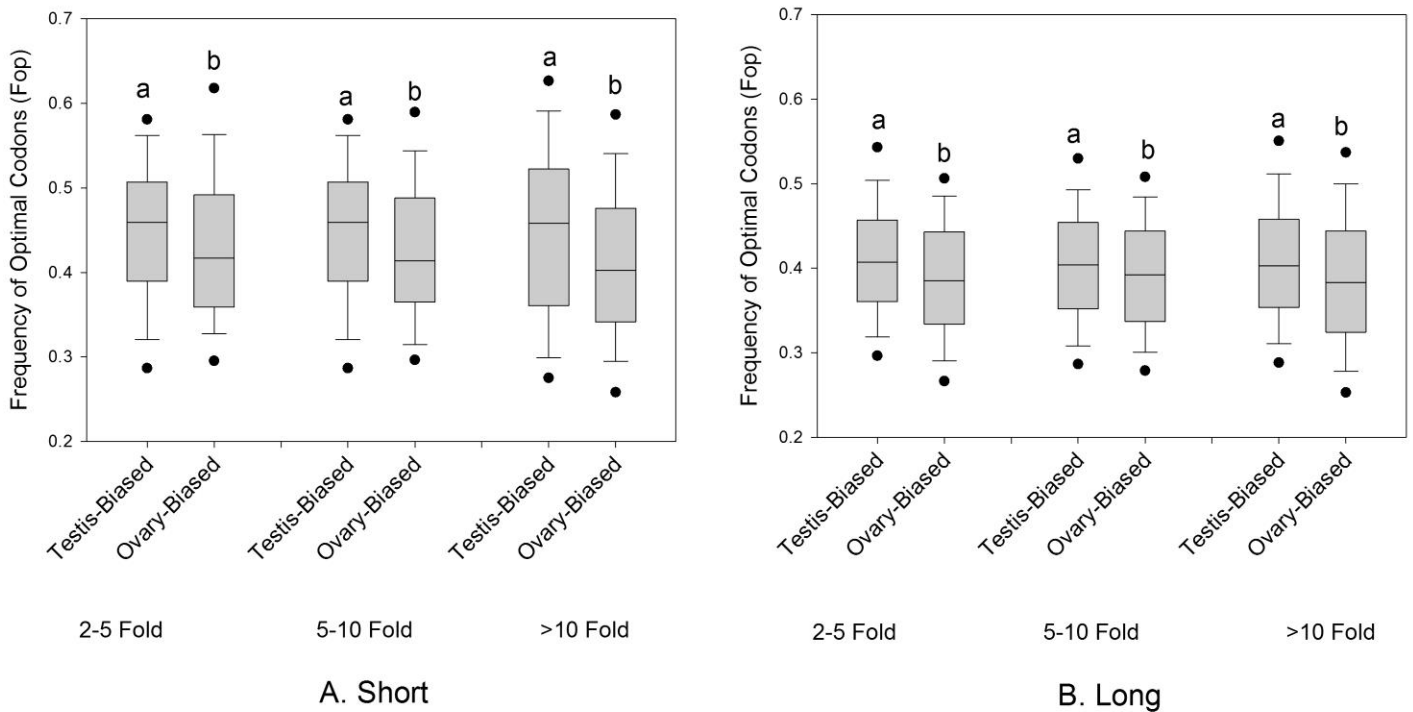 Frequency of Optimal Codons (Fop)
0.7
0.6
0.5
0.4
0.3
0.2
a
b
a
b
a
b
Testis-Biased
Ovary-Biased
Testis-Biased
Ovary-Biased
Testis-Biased
Ovary-Biased
2-5 Fold
5-10 Fold
>10 Fold
A. Short
Frequency of Optimal Codons (Fop)
0.7
0.6
0.5
0.4
0.3
0.2
a
b
a
b
a
b
Testis-Biased
Ovary-Biased
Testis-Biased
Ovary-Biased
Testis-Biased
Ovary-Biased
2-5 Fold
5-10 Fold
>10 Fold
B. Long